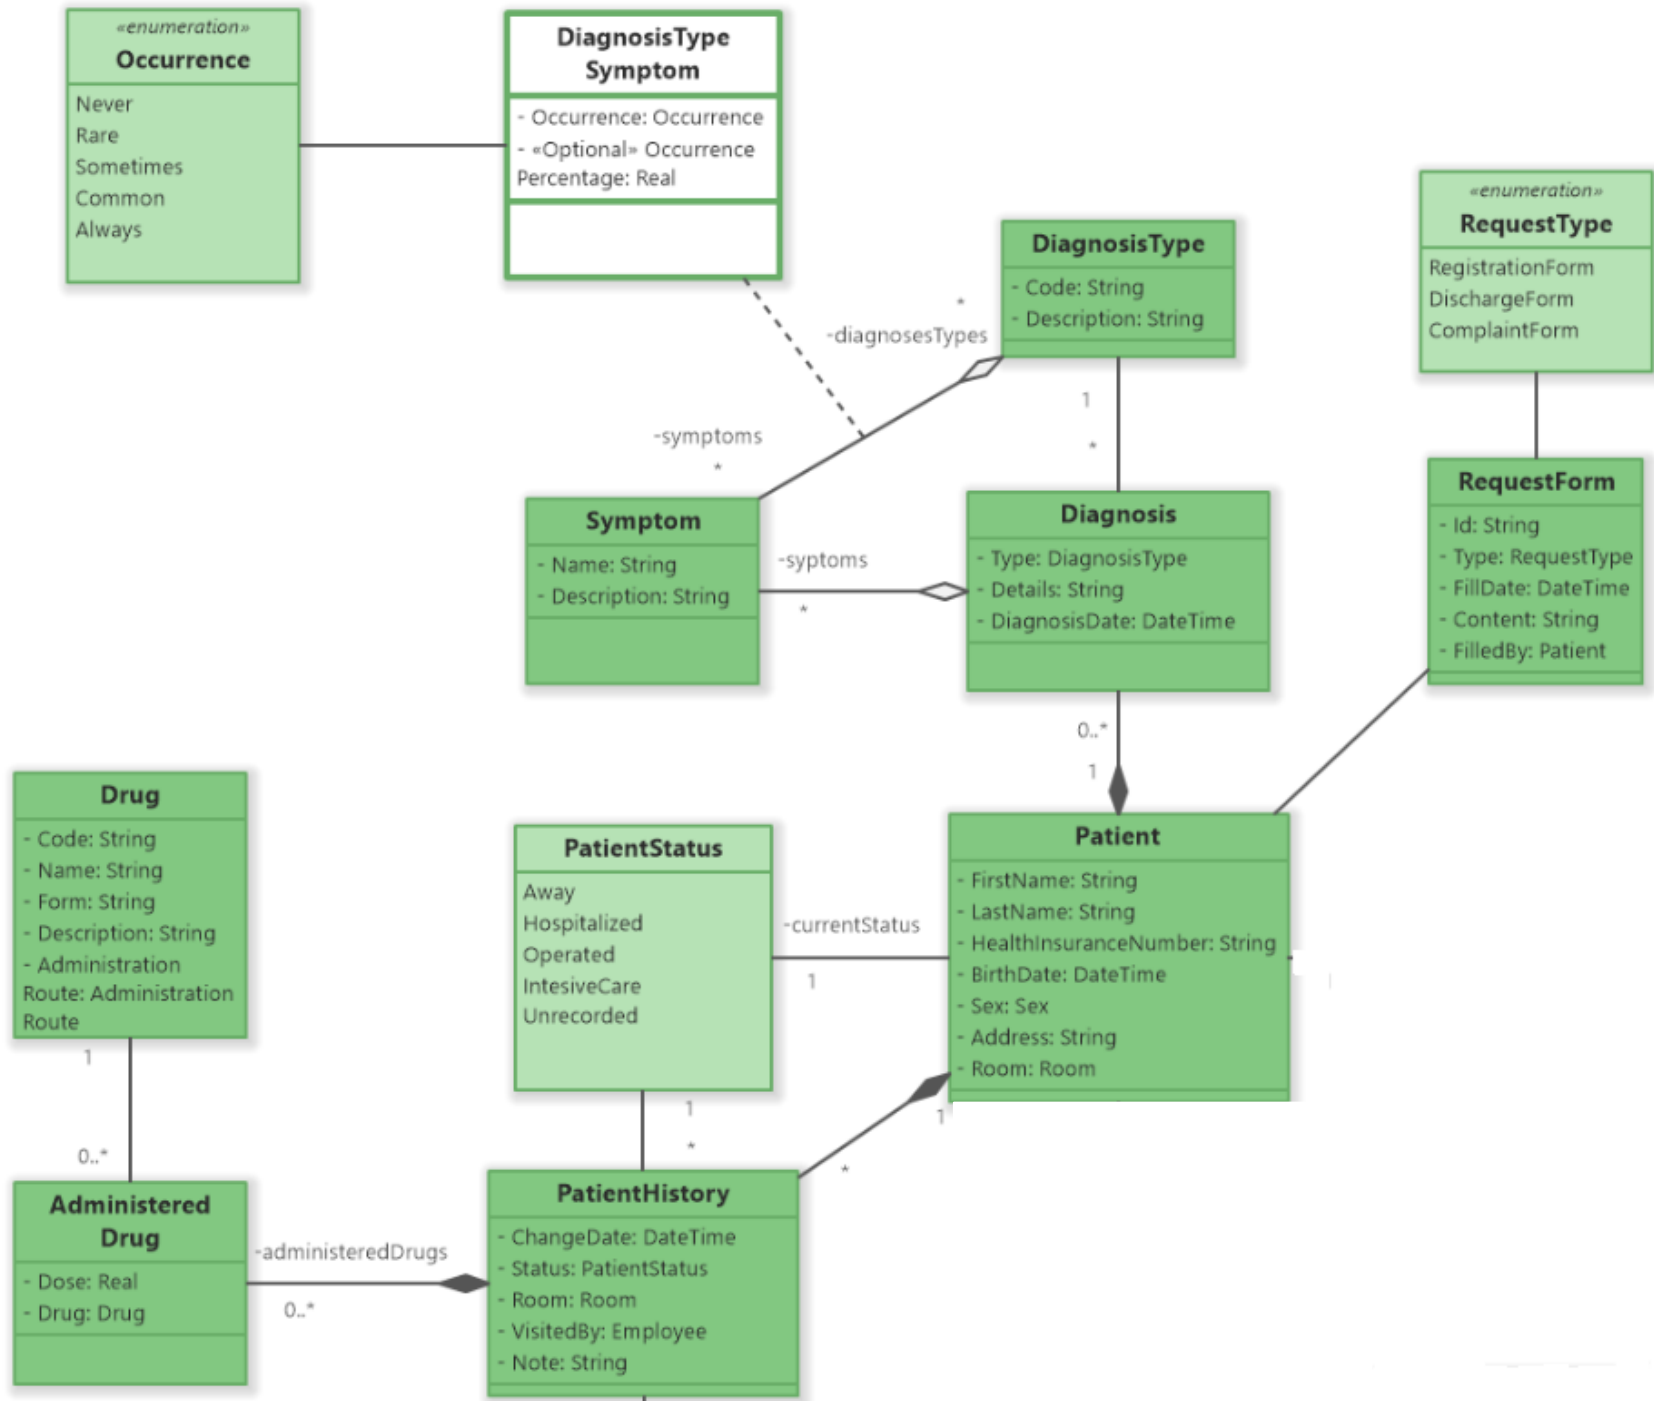 «enumeration»
Occurrence
Never
Rare
Sometimes
Common
Always
DiagnosisType
Symptom
- Occurrence: Occurrence
- «Optional» Occurrence
Percentage: Real
DiagnosisType
- Code: String
- Description: String
«enumeration»
RequestType
RegistrationForm
DischargeForm
ComplaintForm
*
-diagnosesTypes
-symptoms
*
1
*
RequestForm
- Id: String
- Type: RequestType
- FillDate: DateTime
- Content: String
- FilledBy: Patient
Symptom
- Name: String
- Description: String
-syptoms
*
Diagnosis
- Type: DiagnosisType
- Details: String
- DiagnosisDate: DateTime
0..*
1
Drug
- Code: String
- Name: String
- Form: String
- Description: String
- Administration
Route: Administration
Route
PatientStatus
Away
Hospitalized
Operated
IntesiveCare
Unrecorded
-currentStatus
1
Patient
- FirstName: String
- LastName: String
- HealthInsuranceNumber: String
- BirthDate: DateTime
- Sex: Sex
- Address: String
- Room: Room
1
0..*
1
*
1
*
Administered
Drug
- Dose: Real
- Drug: Drug
-administeredDrugs
0..*
PatientHistory
- ChangeDate: DateTime
- Status: PatientStatus
- Room: Room
- VisitedBy: Employee
- Note: String